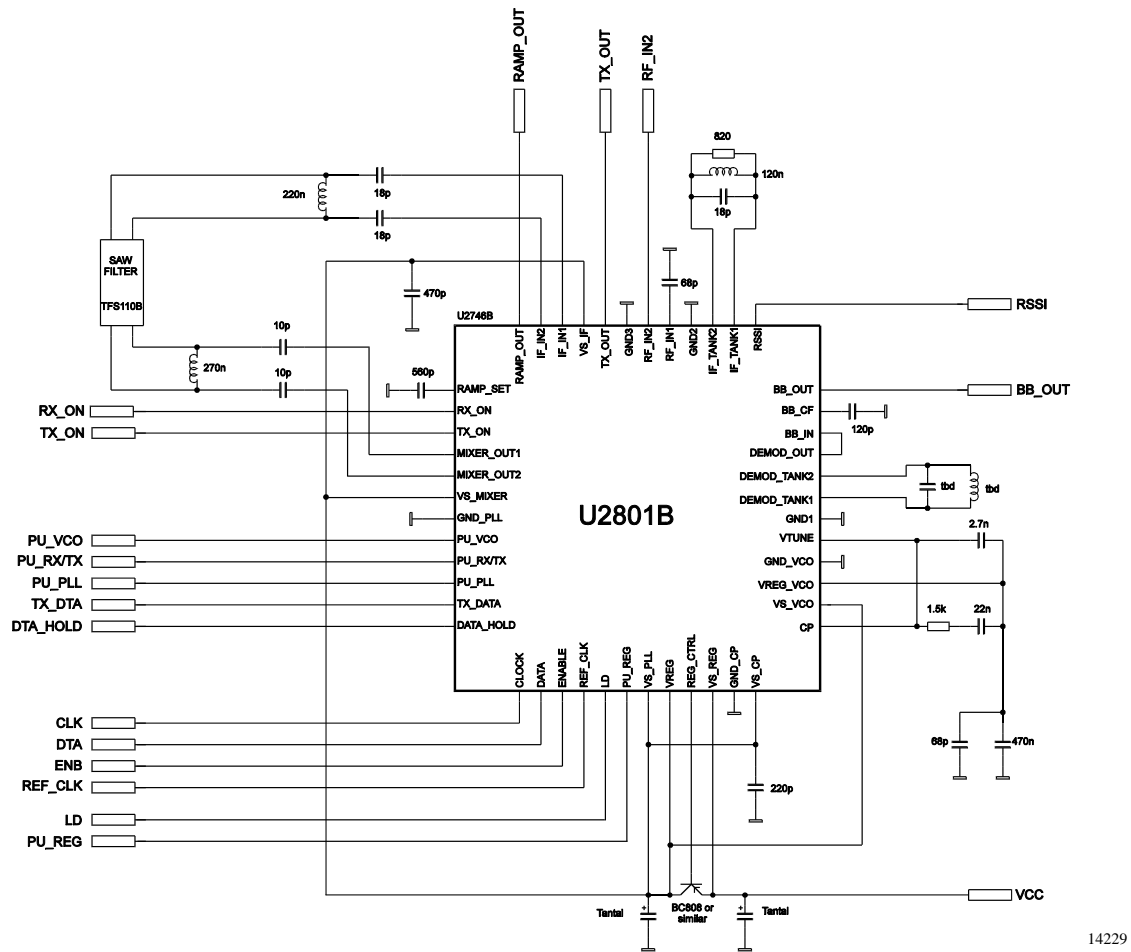 RAMP_OUT
TX_OUT
RF_IN2
820
120n
18p
220n
18p
18p
SAW
FILTER
TFS110B
470p
68p
RSSI
U2746B
RAMP_OUT
IF_IN2
IF_IN1
VS_IF
TX_OUT
GND3
RF_IN2
RF_IN1
GND2
IF_TANK2
IF_TANK1
RSSI
10p
270n
10p
560p
RAMP_SET
BB_OUT
BB_OUT
RX_ON
RX_ON
BB_CF
120p
TX_ON
TX_ON
BB_IN
MIXER_OUT1
DEMOD_OUT
MIXER_OUT2
DEMOD_TANK2
tbd
tbd
VS_MIXER
DEMOD_TANK1
GND_PLL
U2801B
GND1
2.7n
PU_VCO
PU_VCO
VTUNE
PU_RX/TX
PU_RX/TX
GND_VCO
PU_PLL
PU_PLL
VREG_VCO
TX_DTA
TX_DATA
VS_VCO
1.5k
22n
DTA_HOLD
DATA_HOLD
CP
CLOCK
DATA
ENABLE
REF_CLK
LD
PU_REG
VS_PLL
VREG
REG_CTRL
VS_REG
GND_CP
VS_CP
CLK
DTA
68p
470n
ENB
REF_CLK
220p
LD
PU_REG
VCC
+
Tantal
BC808 or
similar
+
Tantal
14229